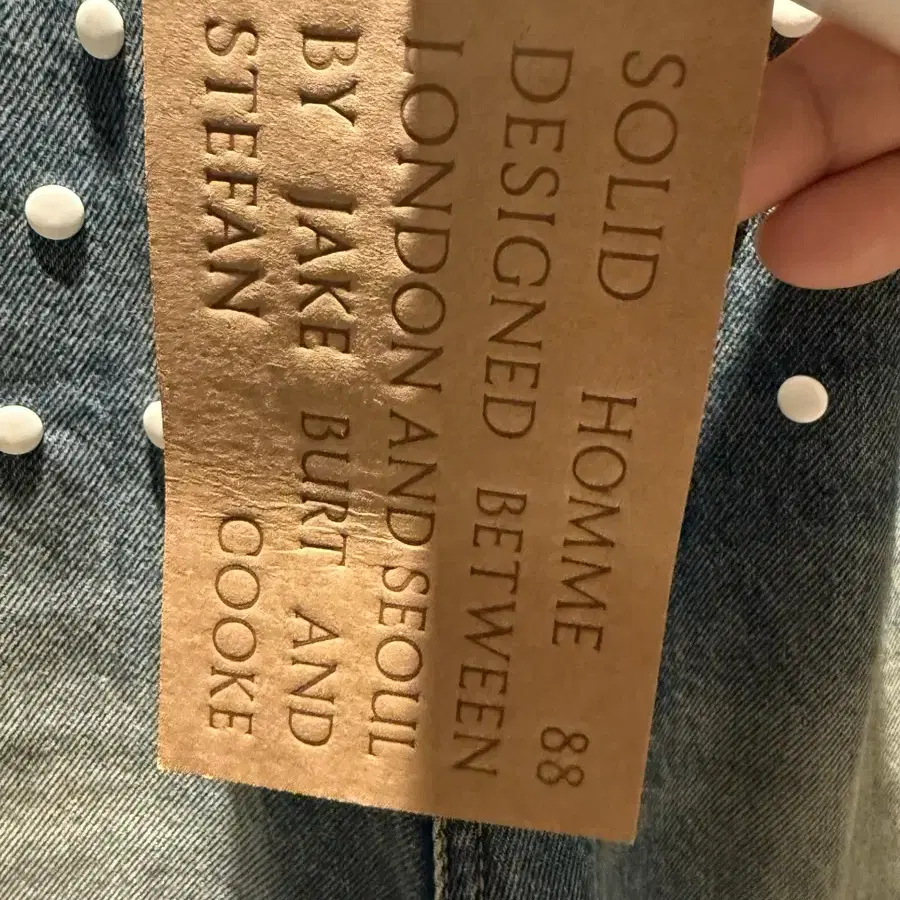 SOLID HOMME 88
DESIGNED BETWEEN
LONDON AND SEOUL
BY JAKE BURT AND
STEFAN COOKE